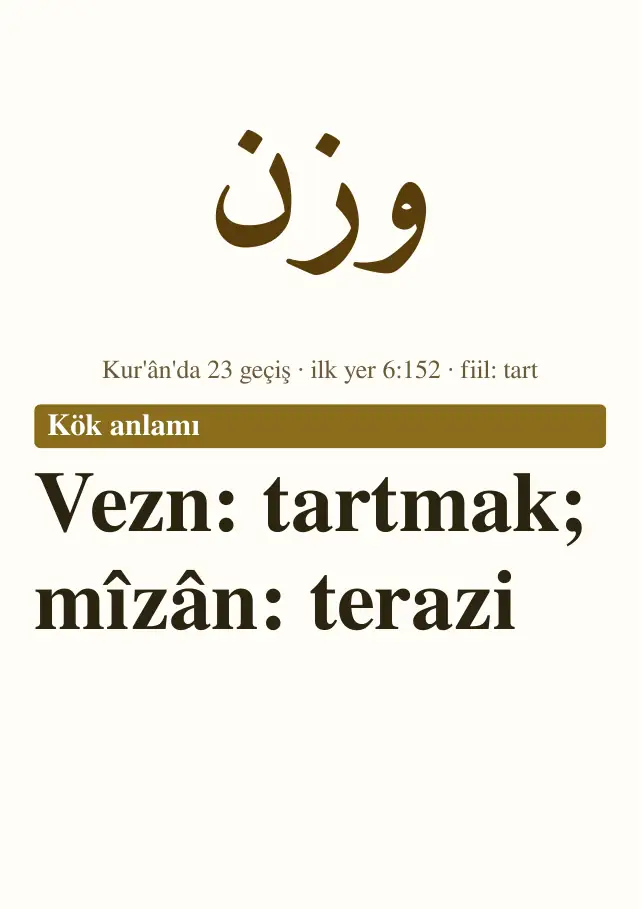 وزن
Kur'ân'da 23 geçiş · ilk yer 6:152 · fiil: tart
Kök anlamı
Vezn: tartmak;
mîzân: terazi